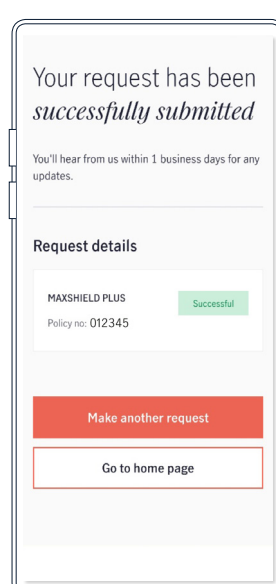 Your request has been
successfully submitted
You'll hear from us within 1 business days for any
updates.
Request details
MAXSHIELD PLUS
Successful
Policy no: 012345
Make another request
Go to home page